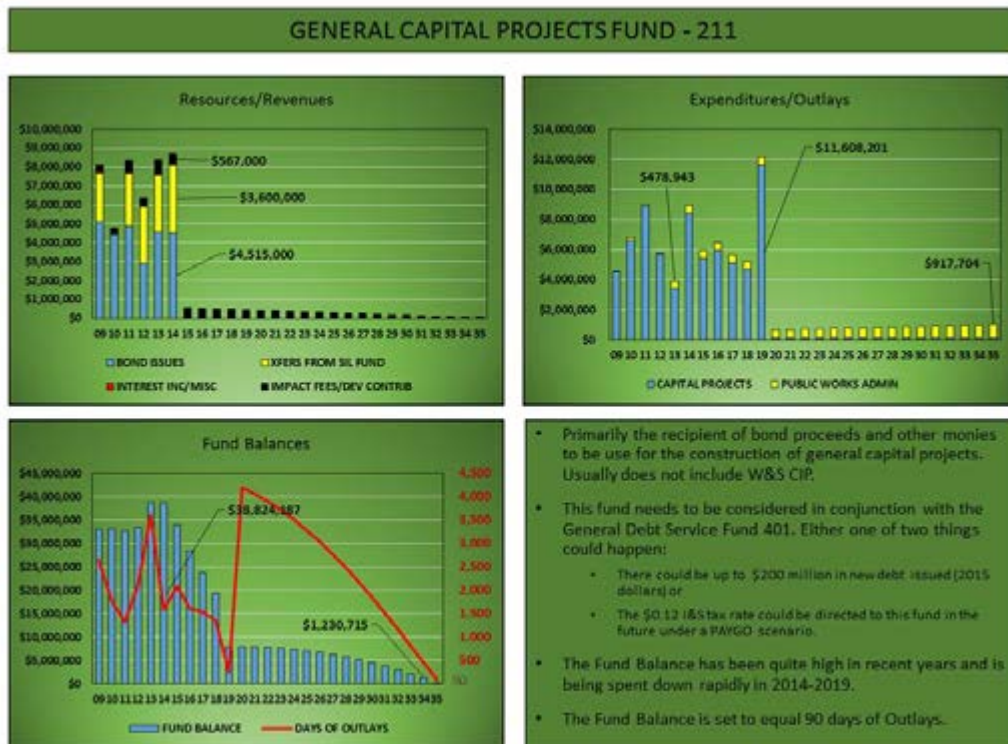 GENERAL CAPITAL PROJECTS FUND - 211
Resources/Revenues
$10,000,000
$9,000,000
$8,000,000
$7,000,000
$6,000,000
$5,000,000
$4,000,000
$3,000,000
$2,000,000
$1,000,000
$0
$567,000
$3,600,000
$4,515,000
09 10 11 12 13 14 15 16 17 18 19 20 21 22 23 24 25 26 27 28 29 30 31 32 33 34 35
BOND ISSUES
XFERS FROM SIL FUND
INTEREST INC/MISC
IMPACT FEES/DEV CONTRIB
Expenditures/Outlays
$14,000,000
$12,000,000
$10,000,000
$8,000,000
$6,000,000
$4,000,000
$2,000,000
$0
$478,943
$11,608,201
$917,704
09 10 11 12 13 14 15 16 17 18 19 20 21 22 23 24 25 26 27 28 29 30 31 32 33 34 35
CAPITAL PROJECTS
PUBLIC WORKS ADMIN
Fund Balances
$45,000,000
$40,000,000
$35,000,000
$30,000,000
$25,000,000
$20,000,000
$15,000,000
$10,000,000
$5,000,000
$0
$38,824,187
$1,230,715
4,500
4,000
3,500
3,000
2,500
2,000
1,500
1,000
500
09 10 11 12 13 14 15 16 17 18 19 20 21 22 23 24 25 26 27 28 29 30 31 32 33 34 35
FUND BALANCE
DAYS OF OUTLAYS
• Primarily the recipient of bond proceeds and other monies
to be use for the construction of general capital projects.
Usually does not include W&S CIP.
• This fund needs to be considered in conjunction with the
General Debt Service Fund 401. Either one of two things
could happen:
• There could be up to $200 million in new debt issued (2015
dollars) or
• The $0.12 I&S tax rate could be directed to this fund in the
future under a PAYGO scenario.
• The Fund Balance has been quite high in recent years and is
being spent down rapidly in 2014-2019.
• The Fund Balance is set to equal 90 days of Outlays.